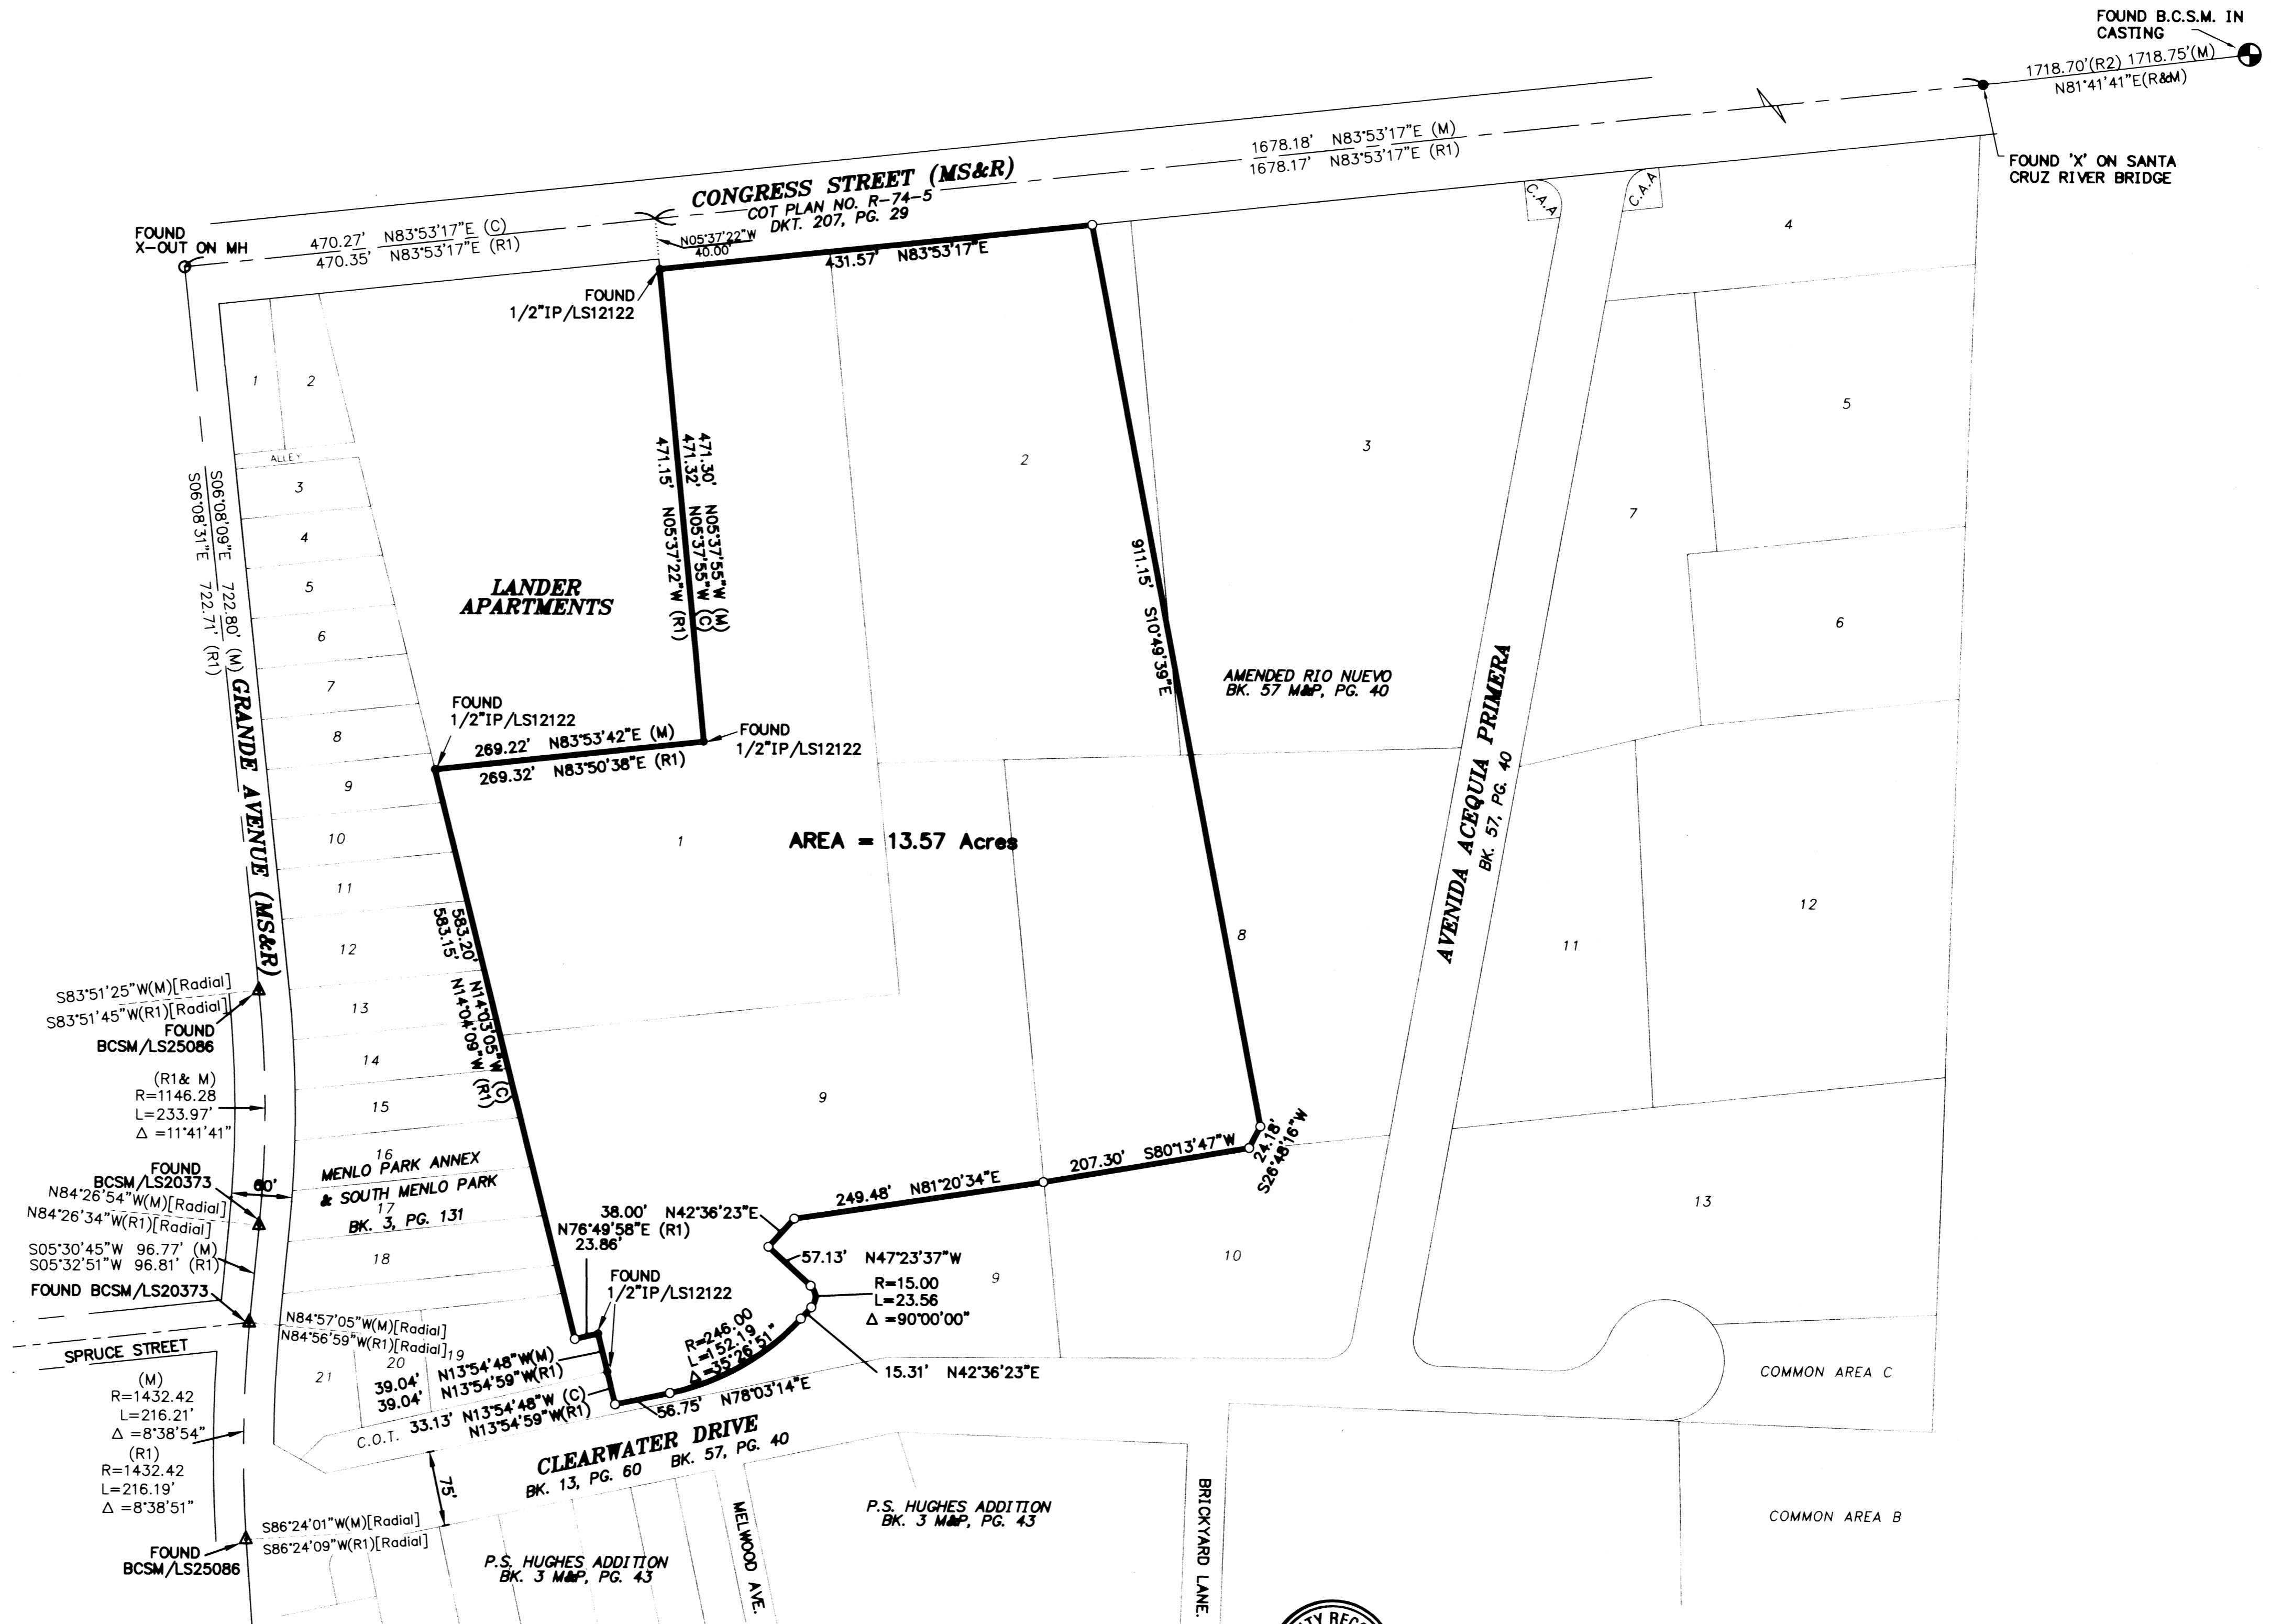 FOUND B.C.S.M. IN
CASTING
1718.70'(R2) 1718.75'(M)
N81°41'41"E(R&M)
FOUND 'X' ON SANTA
CRUZ RIVER BRIDGE
1678.18' N83°53'17"E (M)
1678.17' N83°53'17"E (R1)
CONGRESS STREET (MS&R)
COT PLAN NO. R-74-5
DKT. 207, PG. 29
FOUND
X-OUT ON MH
470.27' N83°53'17"E (C)
470.35' N83°53'17"E (R1)
N05°37'22"W
40.00'
431.57' N83°53'17"E
C.A.A
C.A.A
FOUND
1/2"IP/LS12122
1
2
ALLEY
3
4
5
6
7
8
9
10
11
12
13
14
15
16
17
18
19
20
21
S06°08'09"E 722.80' (M)
S06°08'31"E 722.71' (R1)
GRANDE AVENUE (MS&R)
LANDER
APARTMENTS
471.30' N05°37'55"W (M)
471.32' N05°37'55"W (C)
471.15' N05°37'22"W (R1)
2
3
4
5
6
7
911.15' S10°49'39"E
AMENDED RIO NUEVO
BK. 57 M&P, PG. 40
AVENIDA ACEQUIA PRIMERA
BK. 57, PG. 40
FOUND
1/2"IP/LS12122
269.22' N83°53'42"E (M)
269.32' N83°50'38"E (R1)
FOUND
1/2"IP/LS12122
1
AREA = 13.57 Acres
8
11
12
583.20' N14°03'05"W (C)
583.15' N14°04'09"W (R1)
S83°51'25"W(M)[Radial]
S83°51'45"W(R1)[Radial]
FOUND
BCSM/LS25086
(R1& M)
R=1146.28
L=233.97'
Δ =11°41'41"
9
FOUND
BCSM/LS20373
60'
N84°26'54"W(M)[Radial]
N84°26'34"W(R1)[Radial]
MENLO PARK ANNEX
& SOUTH MENLO PARK
BK. 3, PG. 131
S05°30'45"W 96.77' (M)
S05°32'51"W 96.81' (R1)
FOUND BCSM/LS20373
24.18'
S26°48'16"W
207.30' S80°13'47"W
249.48' N81°20'34"E
38.00' N42°36'23"E
N76°49'58"E (R1)
23.86'
57.13' N47°23'37"W
FOUND
1/2"IP/LS12122
R=15.00
L=23.56
Δ =90°00'00"
R=246.00
L=152.19
Δ =35°26'51"
15.31' N42°36'23"E
9
10
13
N84°57'05"W(M)[Radial]
N84°56'59"W(R1)[Radial]
SPRUCE STREET
39.04' N13°54'48"W(M)
39.04' N13°54'59"W(R1)
33.13' N13°54'48"W (C)
N13°54'59"W(R1)
56.75' N78°03'14"E
C.O.T.
(M)
R=1432.42
L=216.21'
Δ =8°38'54"
(R1)
R=1432.42
L=216.19'
Δ =8°38'51"
75'
CLEARWATER DRIVE
BK. 13, PG. 60 BK. 57, PG. 40
COMMON AREA C
COMMON AREA B
S86°24'01"W(M)[Radial]
S86°24'09"W(R1)[Radial]
FOUND
BCSM/LS25086
P.S. HUGHES ADDITION
BK. 3 M&P, PG. 43
MELWOOD AVE.
P.S. HUGHES ADDITION
BK. 3 M&P, PG. 43
BRICKYARD LANE.